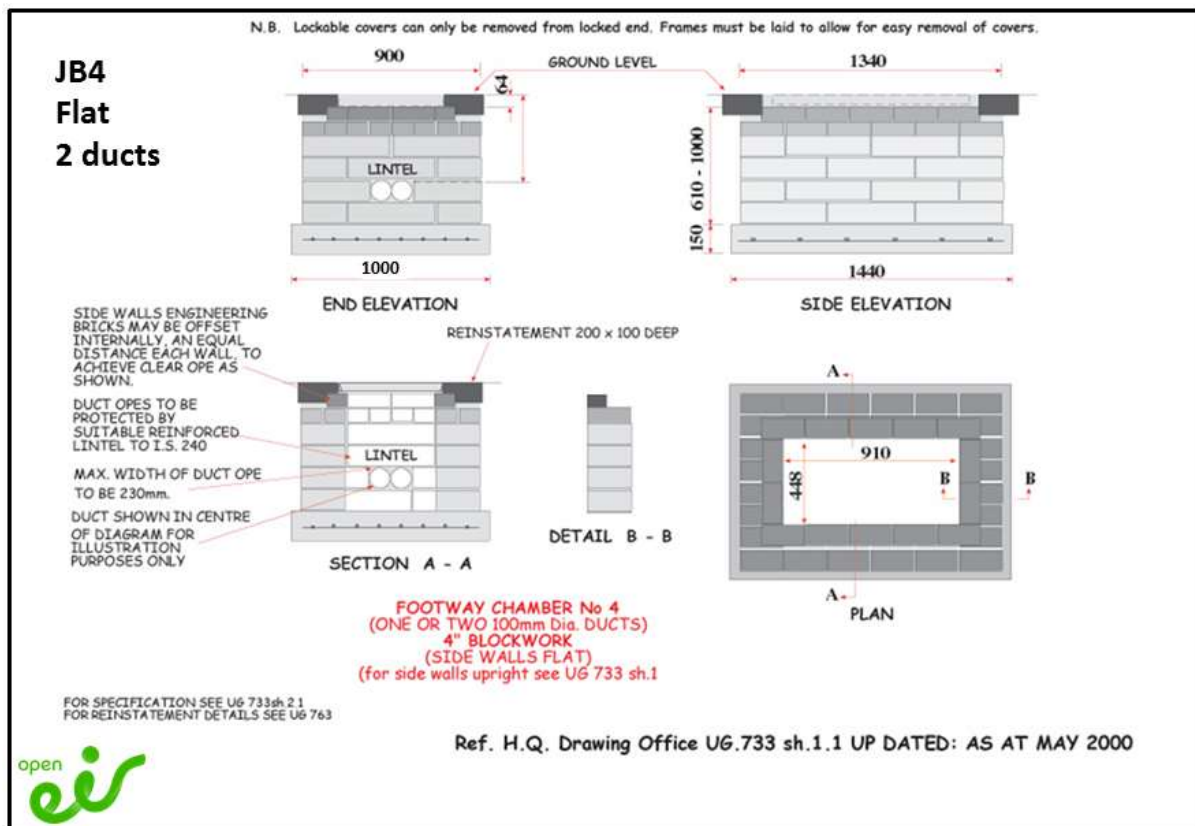 N.B. Lockable covers can only be removed from locked end. Frames must be laid to allow for easy removal of covers.
JB4
Flat
2 ducts
900
64
GROUND LEVEL
1340
LINTEL
610 - 1000
150
1000
1440
END ELEVATION
SIDE ELEVATION
SIDE WALLS ENGINEERING
BRICKS MAY BE OFFSET
INTERNALLY, AN EQUAL
DISTANCE EACH WALL, TO
ACHIEVE CLEAR OPE AS
SHOWN.
DUCT OPES TO BE
PROTECTED BY
SUITABLE REINFORCED
LINTEL TO I.S. 240
MAX. WIDTH OF DUCT OPE
TO BE 230mm.
DUCT SHOWN IN CENTRE
OF DIAGRAM FOR
ILLUSTRATION
PURPOSES ONLY
REINSTATEMENT 200 x 100 DEEP
LINTEL
SECTION A - A
DETAIL B - B
A
910
448
B
B
A
PLAN
FOOTWAY CHAMBER No 4
(ONE OR TWO 100mm Dia. DUCTS)
4" BLOCKWORK
(SIDE WALLS FLAT)
(for side walls upright see UG 733 sh.1
FOR SPECIFICATION SEE UG 733sh 2.1
FOR REINSTATEMENT DETAILS SEE UG 763
Ref. H.Q. Drawing Office UG.733 sh.1.1 UP DATED: AS AT MAY 2000
open
eir